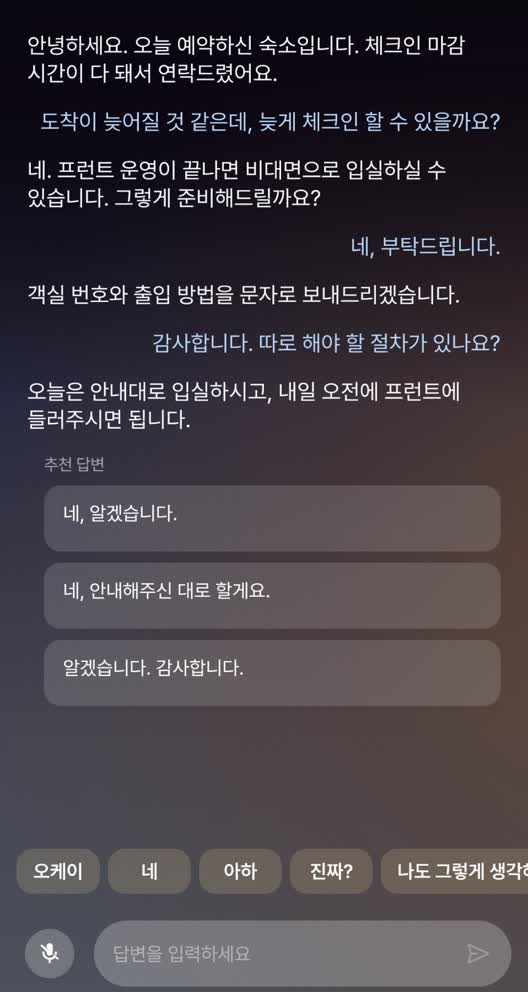 안녕하세요. 오늘 예약하신 숙소입니다. 체크인 마감
시간이 다 돼서 연락드렸어요.
도착이 늦어질 것 같은데, 늦게 체크인 할 수 있을까요?
네. 프런트 운영이 끝나면 비대면으로 입실하실 수
있습니다. 그렇게 준비해드릴까요?
네, 부탁드립니다.
객실 번호와 출입 방법을 문자로 보내드리겠습니다.
감사합니다. 따로 해야 할 절차가 있나요?
오늘은 안내대로 입실하시고, 내일 오전에 프런트에
들러주시면 됩니다.
추천 답변
네, 알겠습니다.
네, 안내해주신 대로 할게요.
알겠습니다. 감사합니다.
오케이 네 아하 진짜? 나도 그렇게 생각
답변을 입력하세요